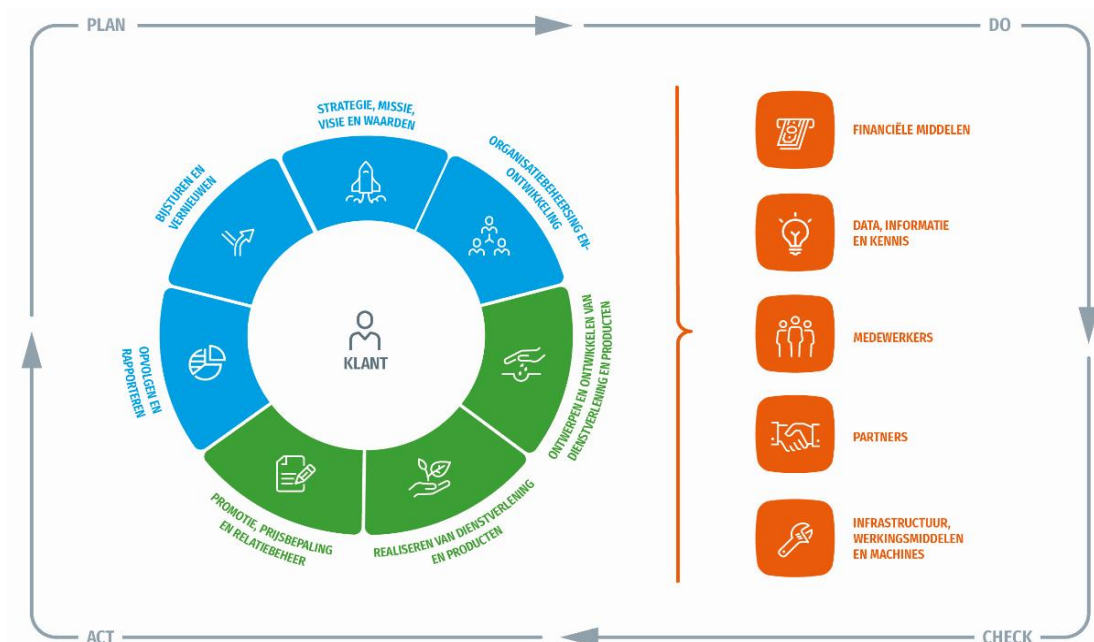 PLAN
DO
STRATEGIE, MISSIE,
VISIE EN WAARDEN
ORGANISATIEBEHEERSING EN-
ONTWIKKELING
ONTWERPEN EN ONTWIKKELEN VAN
DIENSTVERLENING EN PRODUCTEN
REALISEREN VAN DIENSTVERLENING
EN PRODUCTEN
PROMOTIE, PRIJSBEPALING
EN RELATIEBEHEER
OPVOLGEN EN
RAPPORTEREN
BIJSTUREN EN
VERNIEUWEN
KLANT
FINANCIËLE MIDDELEN
DATA, INFORMATIE
EN KENNIS
MEDEWERKERS
PARTNERS
INFRASTRUCTUUR,
WERKINGSMIDDELEN
EN MACHINES
ACT
CHECK